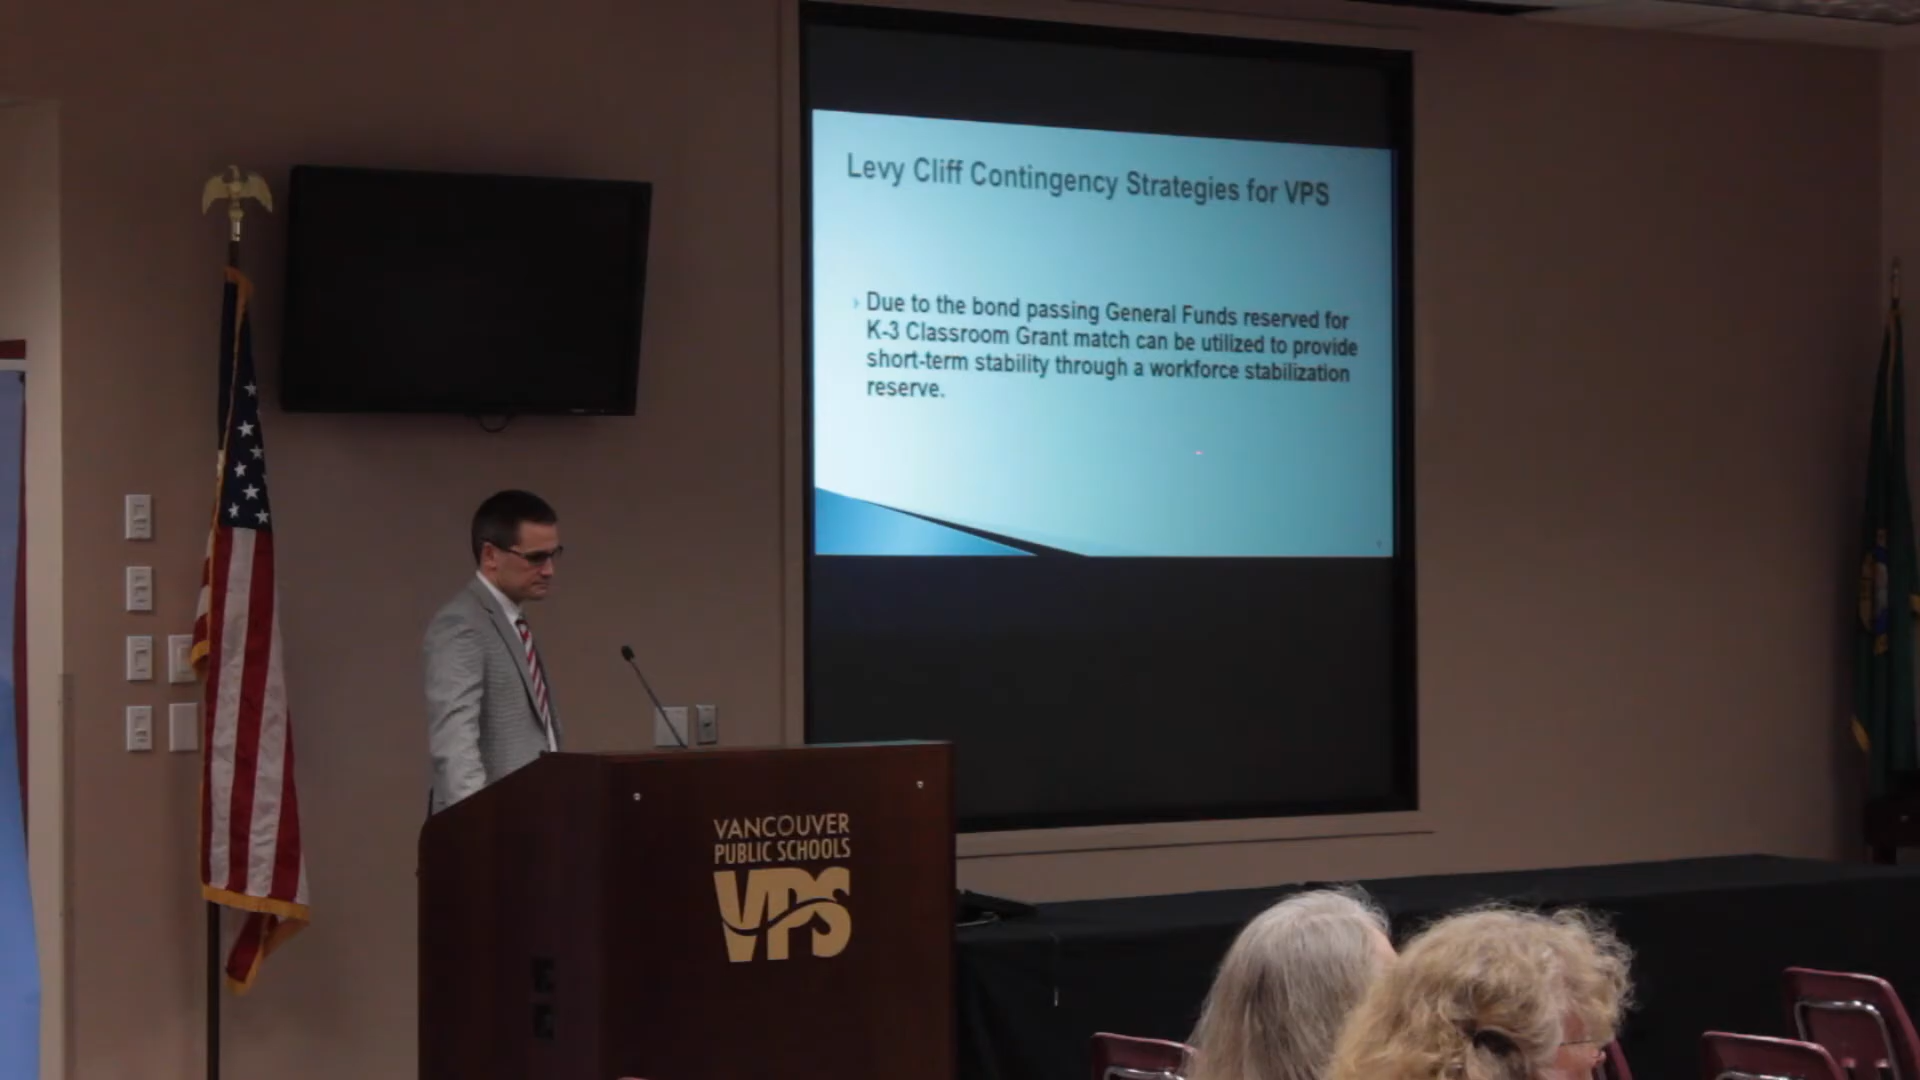 Levy Cliff Contingency Strategies for VPS
Due to the bond passing General Funds reserved for
K-3 Classroom Grant match can be utilized to provide
short-term stability through a workforce stabilization
reserve.
VANCOUVER
PUBLIC SCHOOLS
VPS